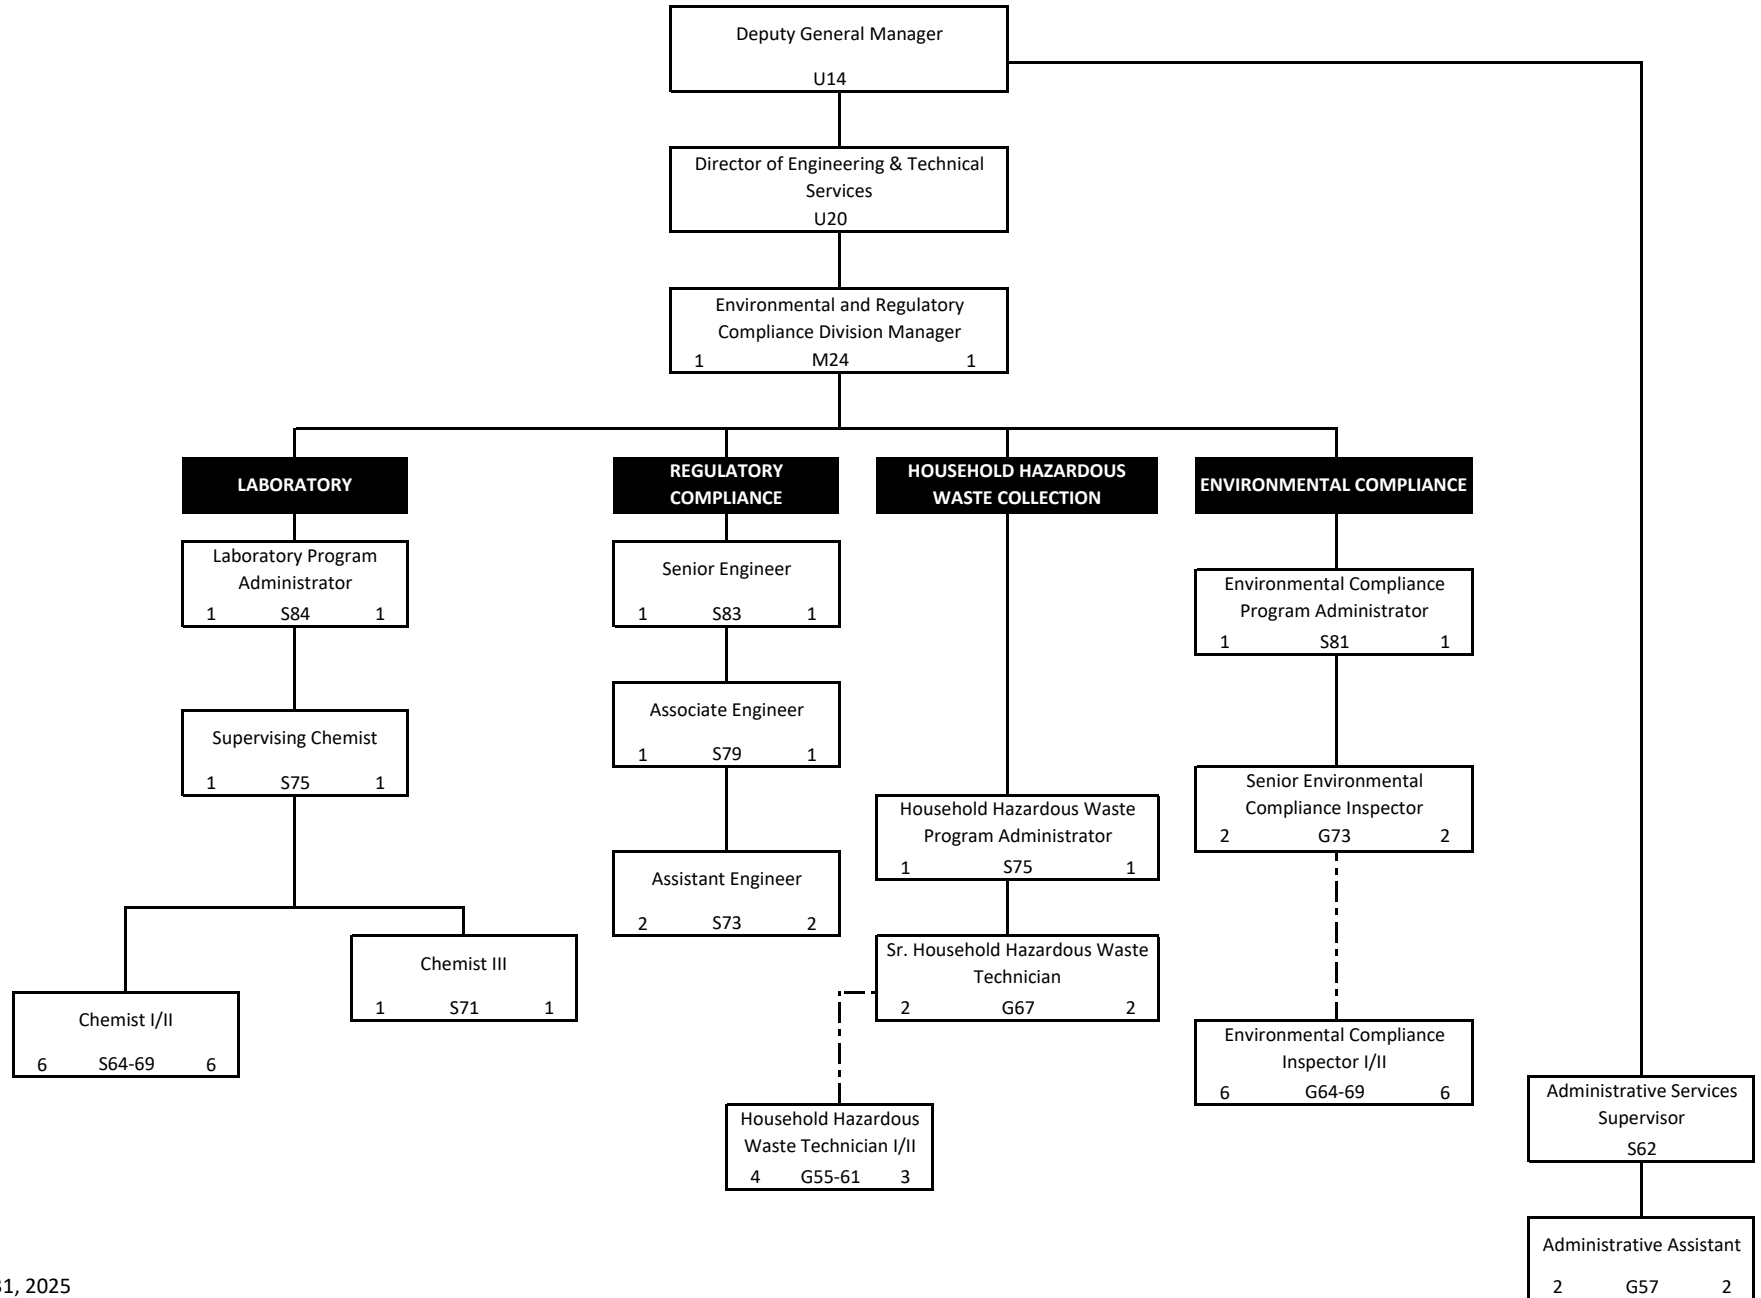 Deputy General Manager
U14
Director of Engineering & Technical
Services
U20
Environmental and Regulatory
Compliance Division Manager
1 M24 1
LABORATORY
Laboratory Program
Administrator
1 S84 1
Supervising Chemist
1 S75 1
Chemist I/II
6 S64-69 6
Chemist III
1 S71 1
REGULATORY
COMPLIANCE
Senior Engineer
1 S83 1
Associate Engineer
1 S79 1
Assistant Engineer
2 S73 2
HOUSEHOLD HAZARDOUS
WASTE COLLECTION
Household Hazardous Waste
Program Administrator
1 S75 1
Sr. Household Hazardous Waste
Technician
2 G67 2
Household Hazardous
Waste Technician I/II
4 G55-61 3
ENVIRONMENTAL COMPLIANCE
Environmental Compliance
Program Administrator
1 S81 1
Senior Environmental
Compliance Inspector
2 G73 2
Environmental Compliance
Inspector I/II
6 G64-69 6
Administrative Services
Supervisor
S62
Administrative Assistant
2 G57 2
31, 2025